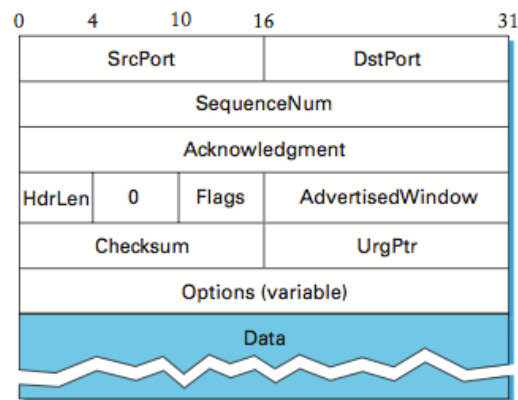 0 4 10 16 31
SrcPort DstPort
SequenceNum
Acknowledgment
HdrLen 0 Flags AdvertisedWindow
Checksum UrgPtr
Options (variable)
Data